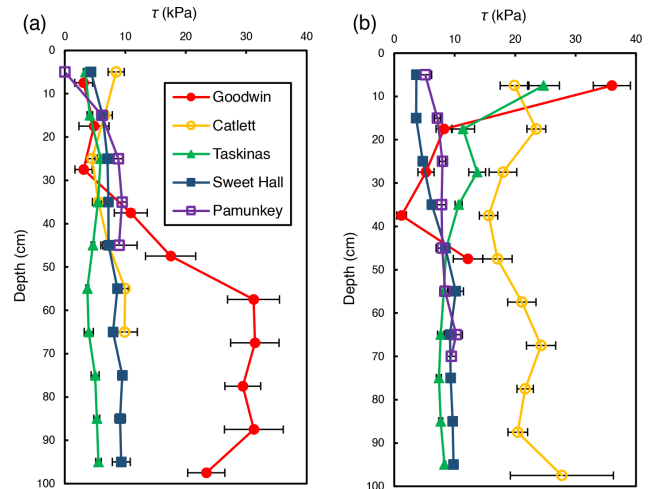 (a)
τ (kPa)
0 10 20 30 40
0
10
20
30
40
50
60
70
80
90
100
Depth (cm)
Goodwin
Catlett
Taskinas
Sweet Hall
Pamunkey
(b)
τ (kPa)
0 10 20 30 40
0
10
20
30
40
50
60
70
80
90
100
Depth (cm)